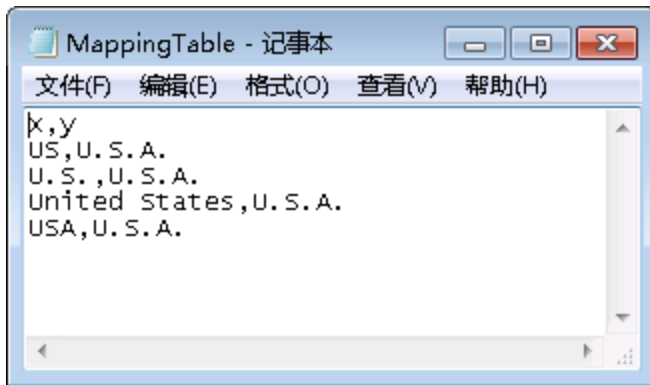 MappingTable - 记事本
文件(F) 编辑(E) 格式(O) 查看(V) 帮助(H)
x,y
US,U.S.A.
U.S.,U.S.A.
United States,U.S.A.
USA,U.S.A.